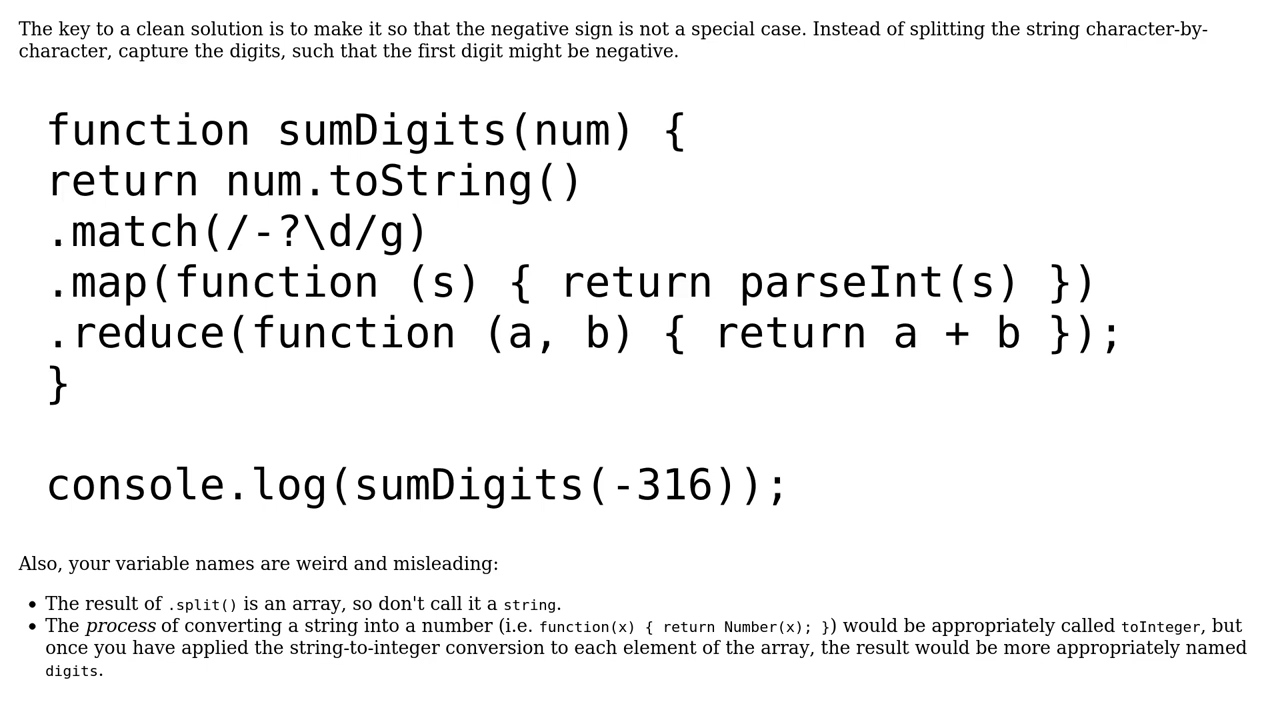 The key to a clean solution is to make it so that the negative sign is not a special case. Instead of splitting the string character-by-
character, capture the digits, such that the first digit might be negative.
function sumDigits(num) {
return num.toString()
.match(/-?\d/g)
.map(function (s) { return parseInt(s) })
.reduce(function (a, b) { return a + b });
}
console.log(sumDigits(-316));
Also, your variable names are weird and misleading:
• The result of .split() is an array, so don't call it a string.
• The process of converting a string into a number (i.e. function(x) { return Number(x); }) would be appropriately called toInteger, but
once you have applied the string-to-integer conversion to each element of the array, the result would be more appropriately named
digits.